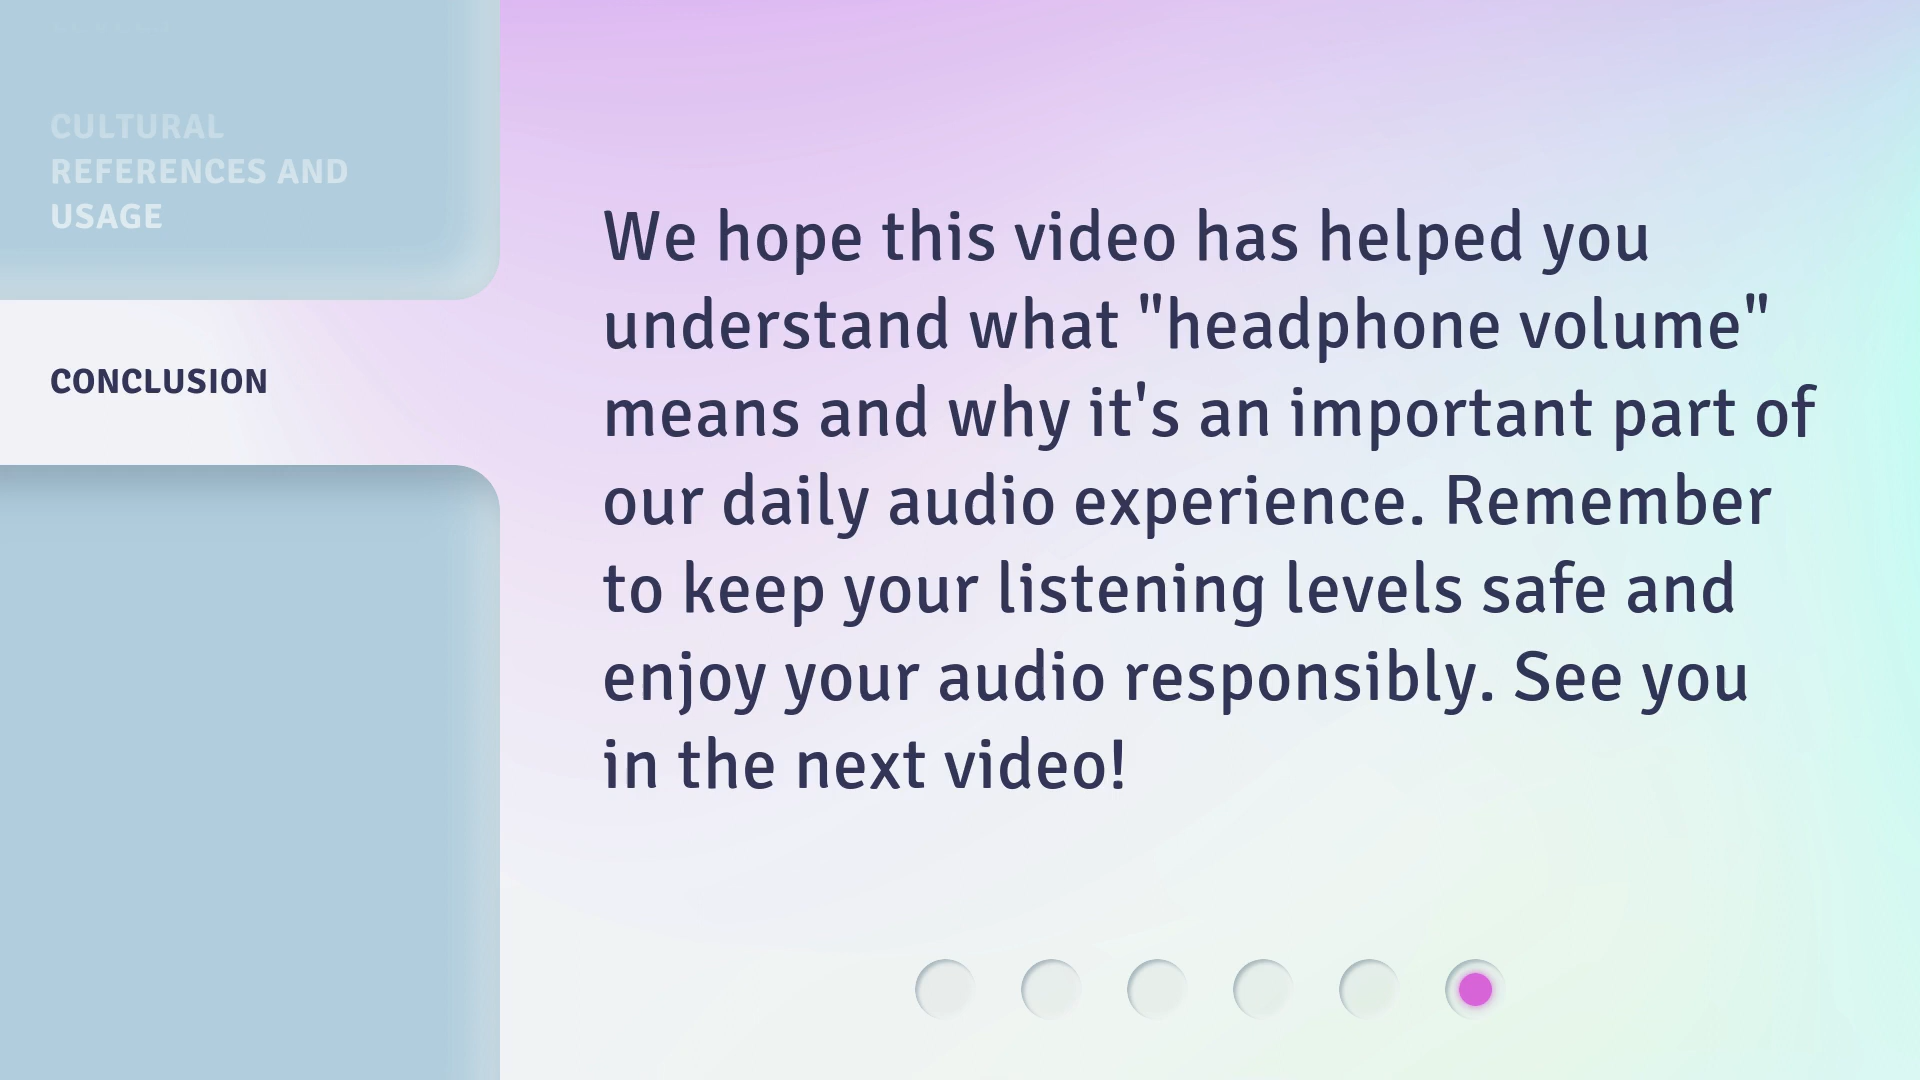 CULTURAL
REFERENCES AND
USAGE
CONCLUSION
We hope this video has helped you
understand what "headphone volume"
means and why it's an important part of
our daily audio experience. Remember
to keep your listening levels safe and
enjoy your audio responsibly. See you
in the next video!